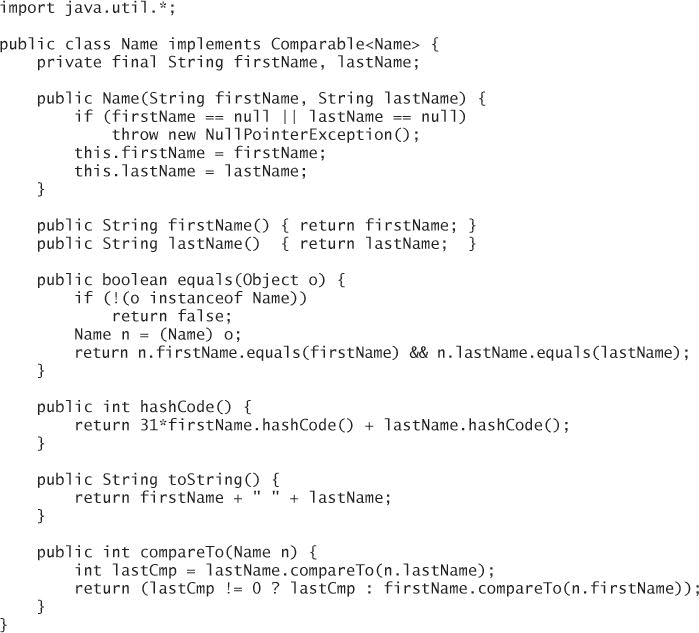 import java.util.*;
public class Name implements Comparable<Name> {
    private final String firstName, lastName;
    public Name(String firstName, String lastName) {
        if (firstName == null || lastName == null)
            throw new NullPointerException();
        this.firstName = firstName;
        this.lastName = lastName;
    }
    public String firstName() { return firstName; }
    public String lastName()  { return lastName;  }
    public boolean equals(Object o) {
        if (!(o instanceof Name))
            return false;
        Name n = (Name) o;
        return n.firstName.equals(firstName) && n.lastName.equals(lastName);
    }
    public int hashCode() {
        return 31*firstName.hashCode() + lastName.hashCode();
    }
    public String toString() {
        return firstName + " " + lastName;
    }
    public int compareTo(Name n) {
        int lastCmp = lastName.compareTo(n.lastName);
        return (lastCmp != 0 ? lastCmp : firstName.compareTo(n.firstName));
    }
}